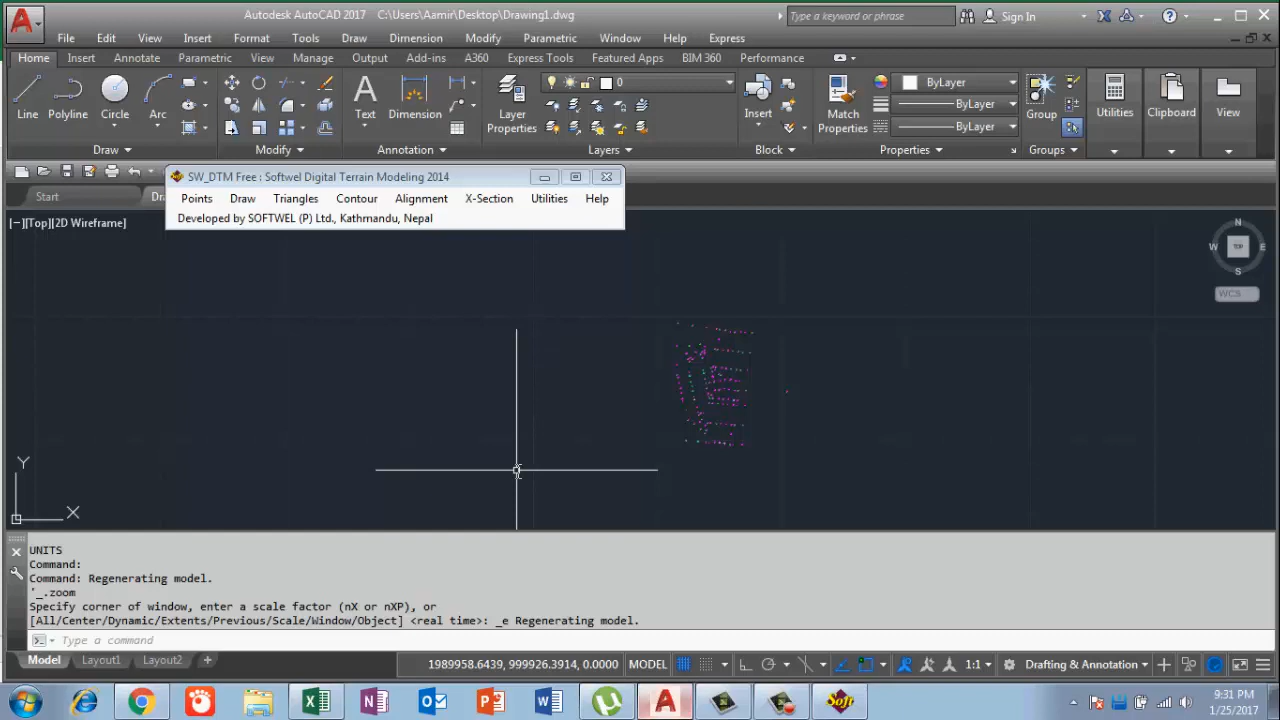 Autodesk AutoCAD 2017 C:\Users\Aamir\Desktop\Drawing1.dwg
Type a keyword or phrase
Sign In
File Edit View Insert Format Tools Draw Dimension Modify Parametric Window Help Express
Home Insert Annotate Parametric View Manage Output Add-ins A360 Express Tools Featured Apps BIM 360 Performance
0
ByLayer
ByLayer
ByLayer
Line Polyline Circle Arc Text Dimension Layer Properties Insert Match Properties Group Utilities Clipboard View
Draw Modify Annotation Layers Block Properties Groups
SW_DTM Free : Softwel Digital Terrain Modeling 2014
Start
Points Draw Triangles Contour Alignment X-Section Utilities Help
Developed by SOFTWEL (P) Ltd., Kathmandu, Nepal
[−][Top][2D Wireframe]
N
W TOP E
S
WCS
Y
X
UNITS
Command:
Command: Regenerating model.
'_.zoom
Specify corner of window, enter a scale factor (nX or nXP), or
[All/Center/Dynamic/Extents/Previous/Scale/Window/Object] <real time>: _e Regenerating model.
Type a command
Model Layout1 Layout2 +
1989958.6439, 999926.3914, 0.0000 MODEL 1:1 Drafting & Annotation
9:31 PM
1/25/2017